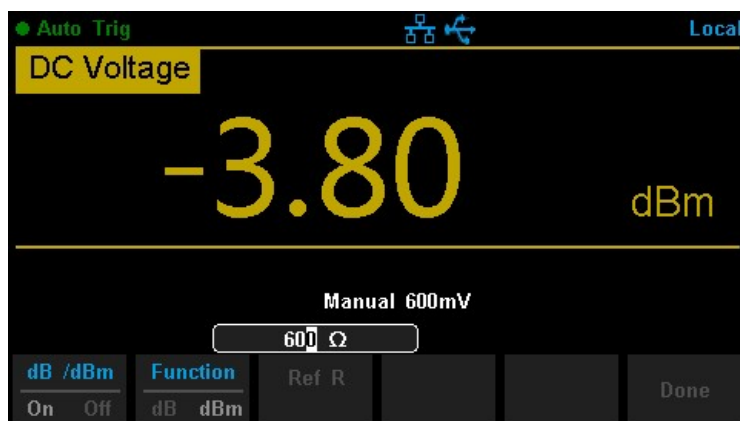 Auto Trig Local
DC Voltage
-3.80 dBm
Manual 600mV
600 Ω
dB /dBm Function Ref R
On Off dB dBm Done